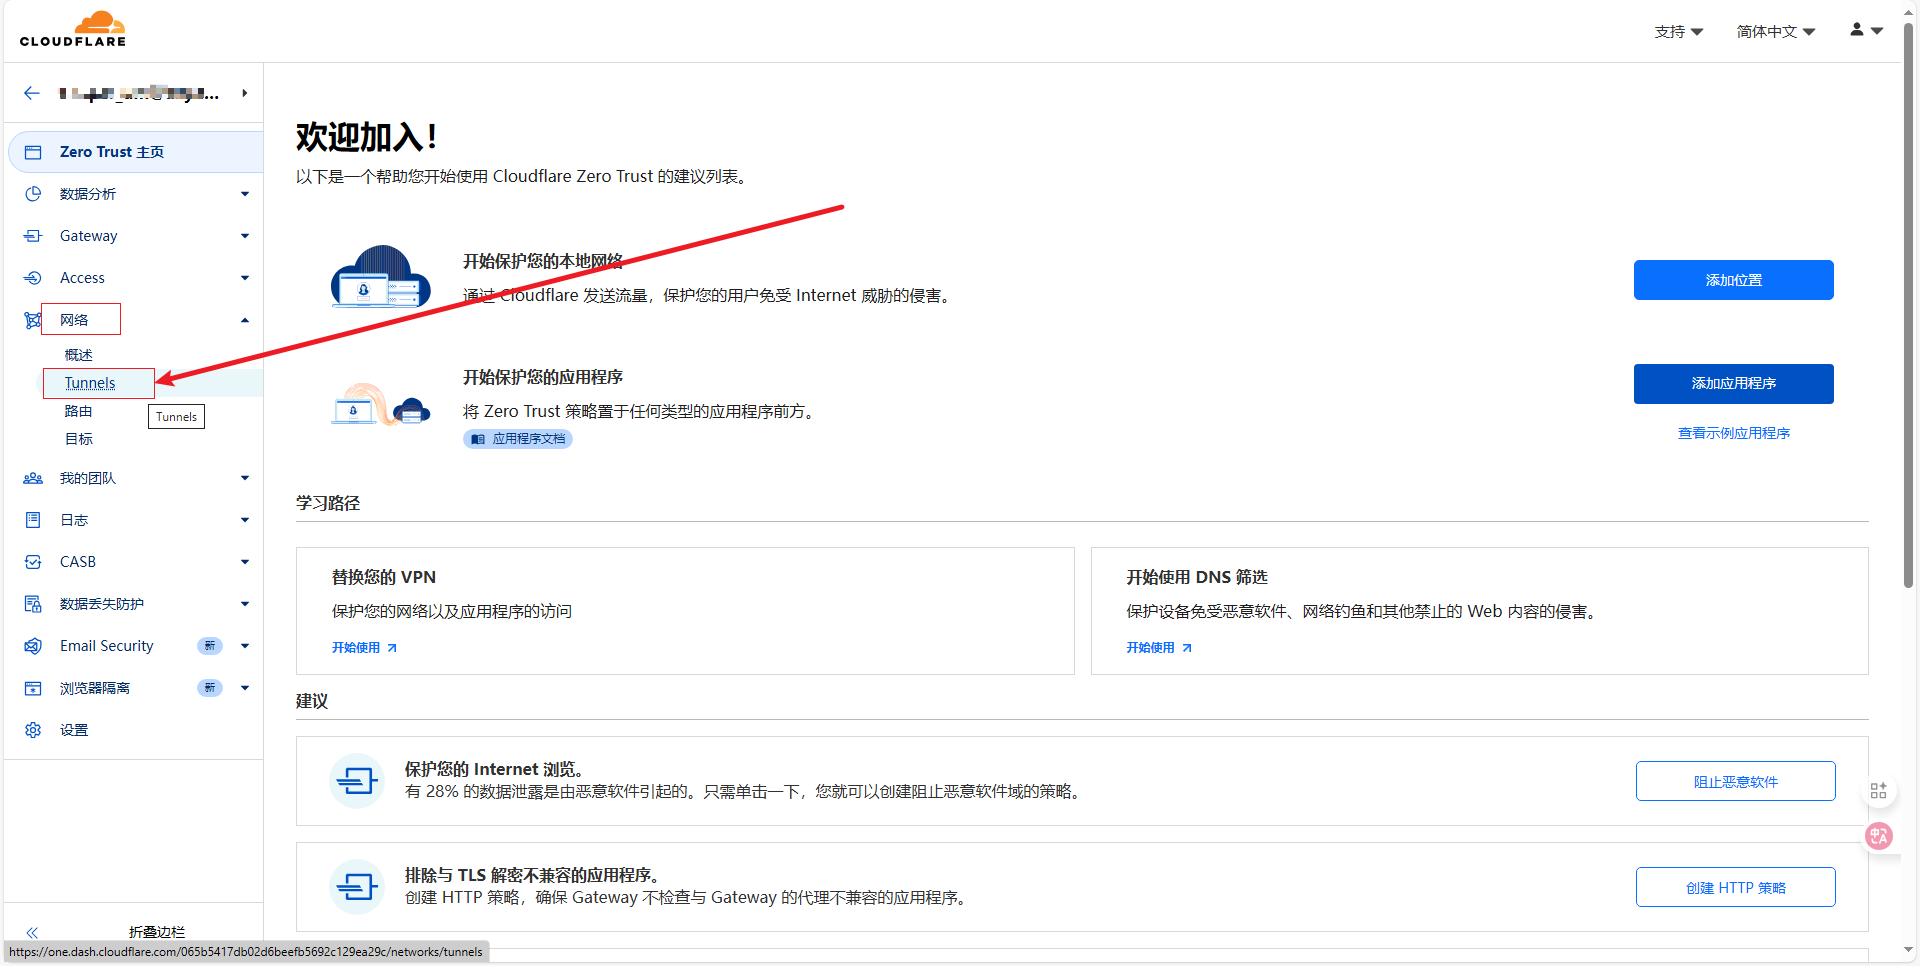 CLOUDFLARE
支持
简体中文
Zero Trust 主页
数据分析
Gateway
Access
网络
概述
Tunnels
路由
Tunnels
目标
我的团队
日志
CASB
数据丢失防护
Email Security 新
浏览器隔离 新
设置
折叠边栏
https://one.dash.cloudflare.com/065b5417db02d6beefb5692c129ea29c/networks/tunnels
欢迎加入!
以下是一个帮助您开始使用 Cloudflare Zero Trust 的建议列表。
开始保护您的本地网络
通过 Cloudflare 发送流量，保护您的用户免受 Internet 威胁的侵害。
添加位置
开始保护您的应用程序
将 Zero Trust 策略置于任何类型的应用程序前方。
应用程序文档
添加应用程序
查看示例应用程序
学习路径
替换您的 VPN
保护您的网络以及应用程序的访问
开始使用
开始使用 DNS 筛选
保护设备免受恶意软件、网络钓鱼和其他禁止的 Web 内容的侵害。
开始使用
建议
保护您的 Internet 浏览。
有 28% 的数据泄露是由恶意软件引起的。只需单击一下，您就可以创建阻止恶意软件域的策略。
阻止恶意软件
排除与 TLS 解密不兼容的应用程序。
创建 HTTP 策略，确保 Gateway 不检查与 Gateway 的代理不兼容的应用程序。
创建 HTTP 策略